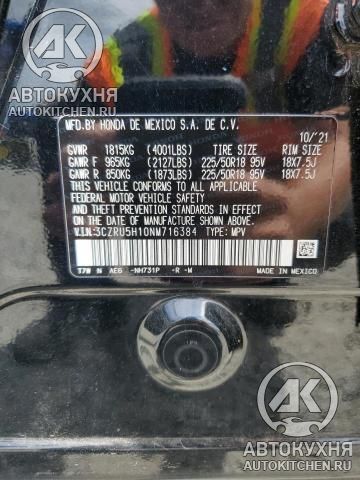 АК
АВТОКУХНЯ
AUTOKITCHEN.RU
MFD.BY HONDA DE MEXICO S.A. DE C.V.
10/'21
GVWR 1815KG (4001LBS) TIRE SIZE RIM SIZE
GAWR F 965KG (2127LBS) 225/50R18 95V 18X7.5J
GAWR R 850KG (1873LBS) 225/50R18 95V 18X7.5J
THIS VEHICLE CONFORMS TO ALL APPLICABLE
FEDERAL MOTOR VEHICLE SAFETY AND
THEFT PREVENTION STANDARDS IN EFFECT ON THE
DATE OF MANUFACTURE SHOWN ABOVE.
V.I.N:3CZRU5H10NM716384 TYPE: MPV
T7W N AE6 -NH731P -R -M MADE IN MEXICO
АК
АВТОКУХНЯ
AUTOKITCHEN.RU